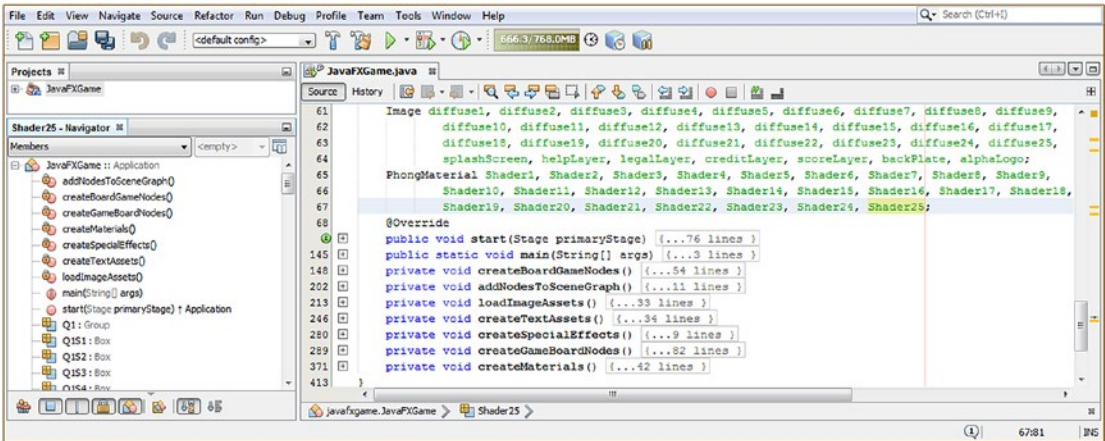 File Edit View Navigate Source Refactor Run Debug Profile Team Tools Window Help
Search (Ctrl+I)
<default config>
666.3/768.0MB
Projects
JavaFXGame
Shader25 - Navigator
Members
<empty>
JavaFXGame :: Application
addNodesToSceneGraph()
createBoardGameNodes()
createGameBoardNodes()
createMaterials()
createSpecialEffects()
createTextAssets()
loadImageAssets()
main(String[] args)
start(Stage primaryStage) ↑ Application
Q1 : Group
Q1S1 : Box
Q1S2 : Box
Q1S3 : Box
Q1S4 : Box
JavaFXGame.java
Source History
61 Image diffuse1, diffuse2, diffuse3, diffuse4, diffuse5, diffuse6, diffuse7, diffuse8, diffuse9,
62 diffuse10, diffuse11, diffuse12, diffuse13, diffuse14, diffuse15, diffuse16, diffuse17,
63 diffuse18, diffuse19, diffuse20, diffuse21, diffuse22, diffuse23, diffuse24, diffuse25,
64 splashScreen, helpLayer, legalLayer, creditLayer, scoreLayer, backPlate, alphaLogo;
65 PhongMaterial Shader1, Shader2, Shader3, Shader4, Shader5, Shader6, Shader7, Shader8, Shader9,
66 Shader10, Shader11, Shader12, Shader13, Shader14, Shader15, Shader16, Shader17, Shader18,
67 Shader19, Shader20, Shader21, Shader22, Shader23, Shader24, Shader25;
68 @Override
public void start(Stage primaryStage) {...76 lines }
145 public static void main(String[] args) {...3 lines }
148 private void createBoardGameNodes() {...54 lines }
202 private void addNodesToSceneGraph() {...11 lines }
213 private void loadImageAssets() {...33 lines }
246 private void createTextAssets() {...34 lines }
280 private void createSpecialEffects() {...9 lines }
289 private void createGameBoardNodes() {...82 lines }
371 private void createMaterials() {...42 lines }
413 }
javafxgame.JavaFXGame Shader25
1 67:81 INS